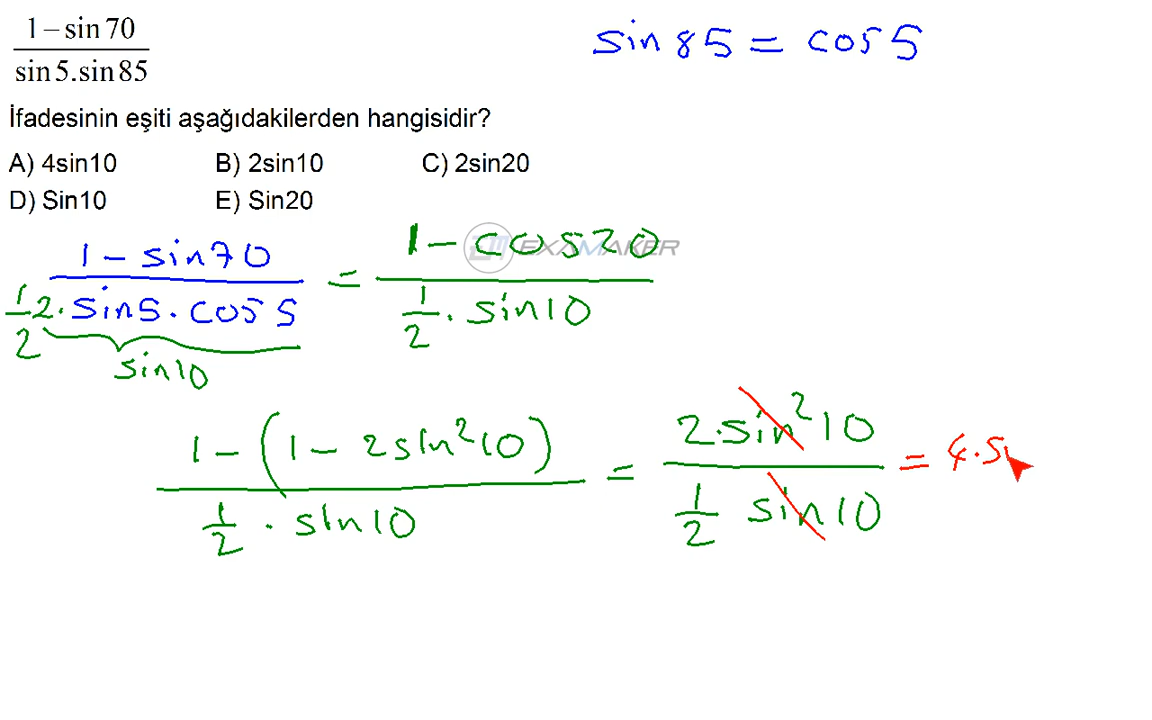 1 – sin 70
sin 5 . sin 85
sin 85 = cos 5
İfadesinin eşiti aşağıdakilerden hangisidir?
A) 4sin10 B) 2sin10 C) 2sin20
D) Sin10 E) Sin20
EXAMAKER
1 – sin70 = 1 – cos20
1/2 2 . sin5 . cos5 1/2 . sin10
sin10
1 – (1 – 2sin²10) = 2.sin²10 = 4.si
1/2 . sin10 1/2 sin10